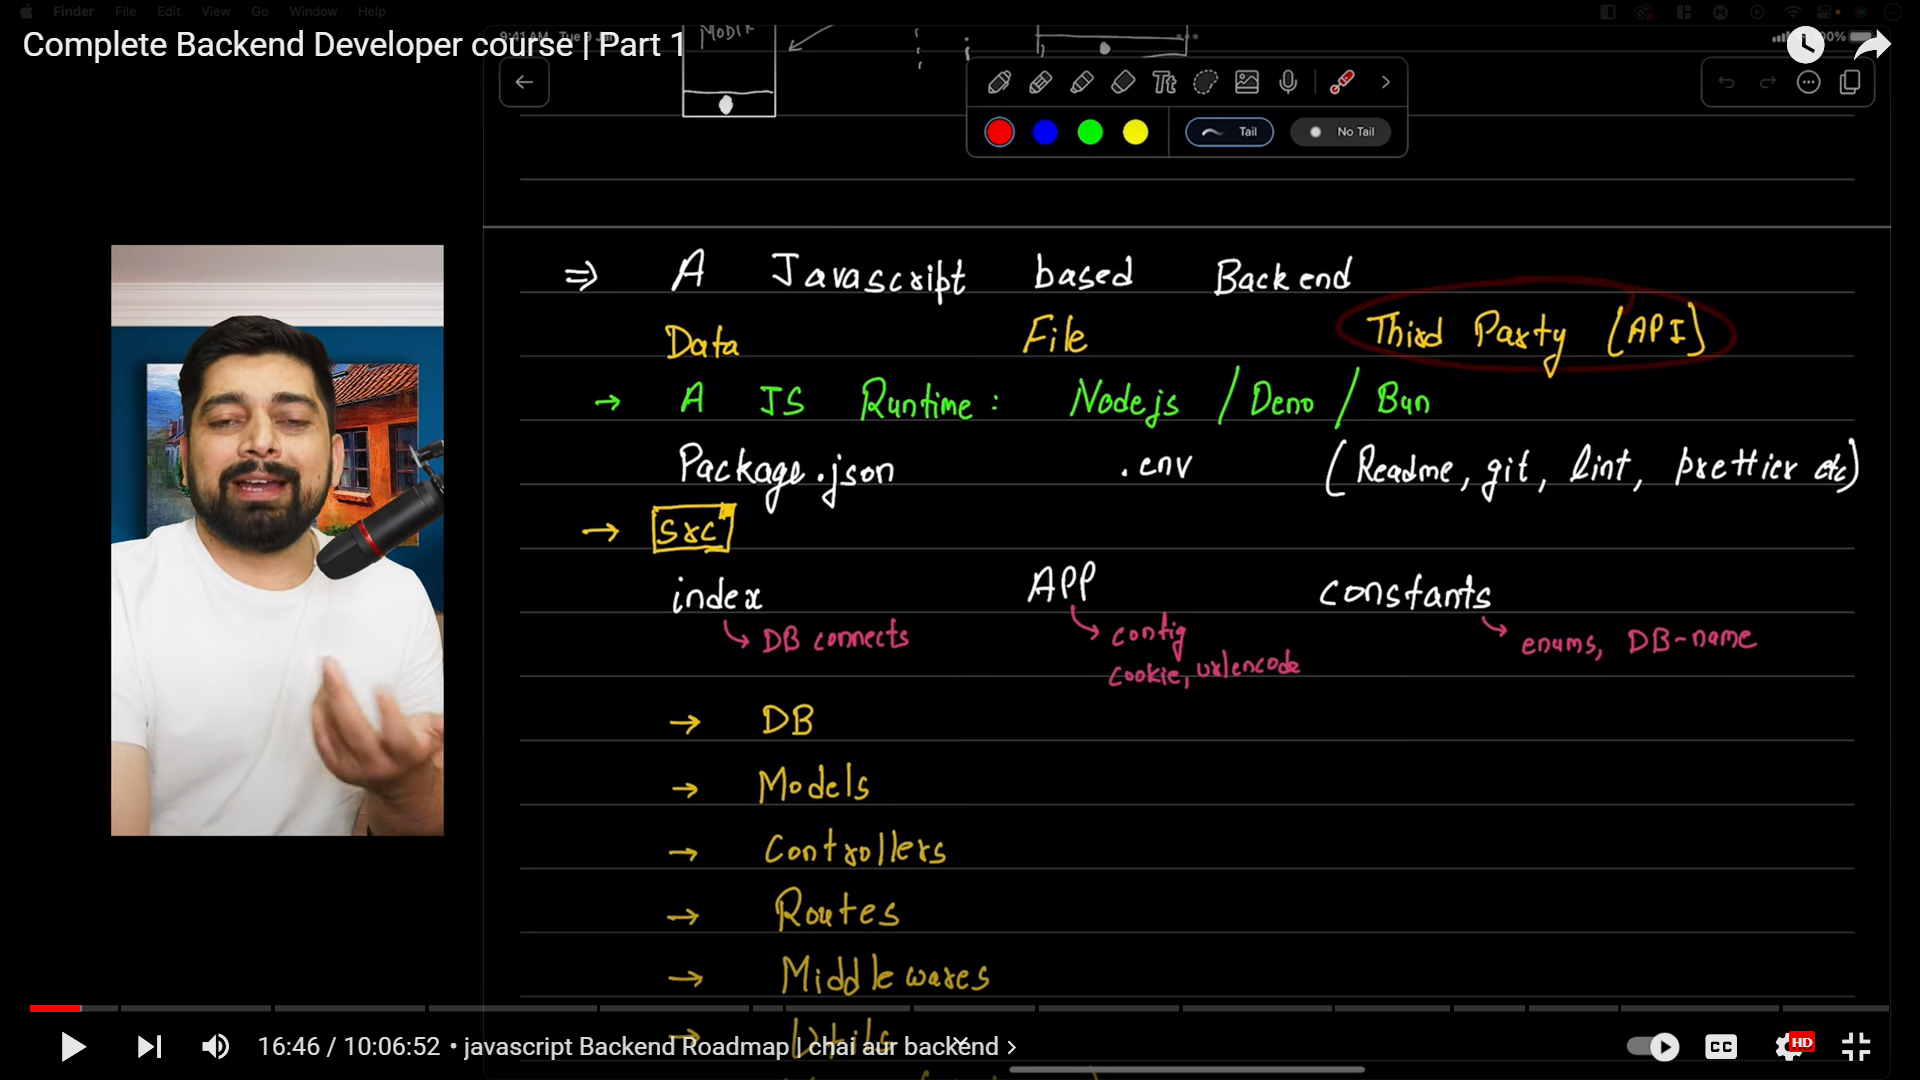 Finder File Edit View Go Window Help
Complete Backend Developer course | Part 1
Tail No Tail
⇒ A Javascript based Backend
Data File Third Party (API)
→ A JS Runtime : Nodejs / Deno / Bun
Package.json .env (Readme, git, lint, prettier etc)
→ src
index APP constants
DB connects config enums, DB-name
cookie, urlencode
→ DB
→ Models
→ Controllers
→ Routes
→ Middlewares
→ Utils
16:46 / 10:06:52 • javascript Backend Roadmap | chai aur backend >
CC HD